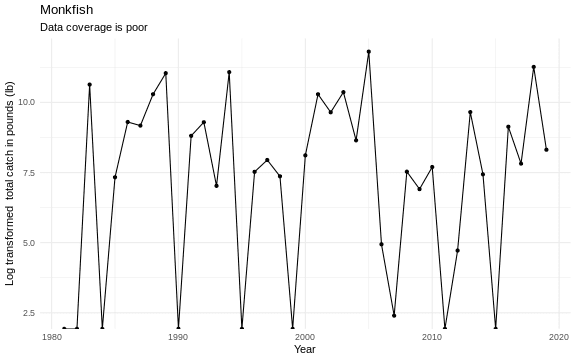 Monkfish
Data coverage is poor
Log transformed  total catch in pounds (lb)
10.0
7.5
5.0
2.5
1980
1990
2000
2010
2020
Year